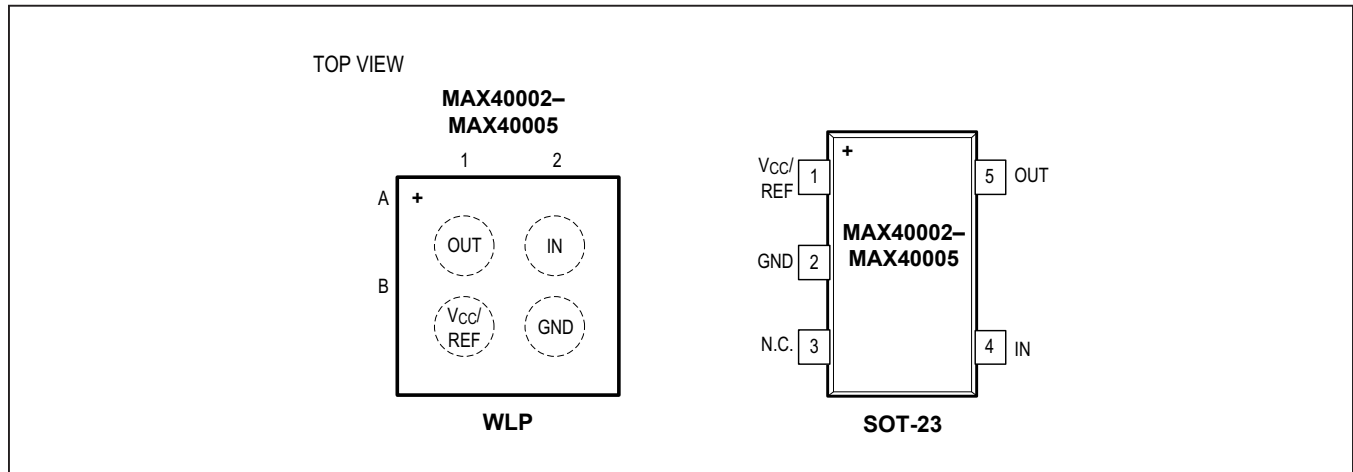 TOP VIEW
MAX40002–
MAX40005
1 2
A +
OUT IN
B
VCC/
REF
GND
WLP
+
VCC/
REF
1
5 OUT
MAX40002–
MAX40005
GND 2
N.C. 3
4 IN
SOT-23